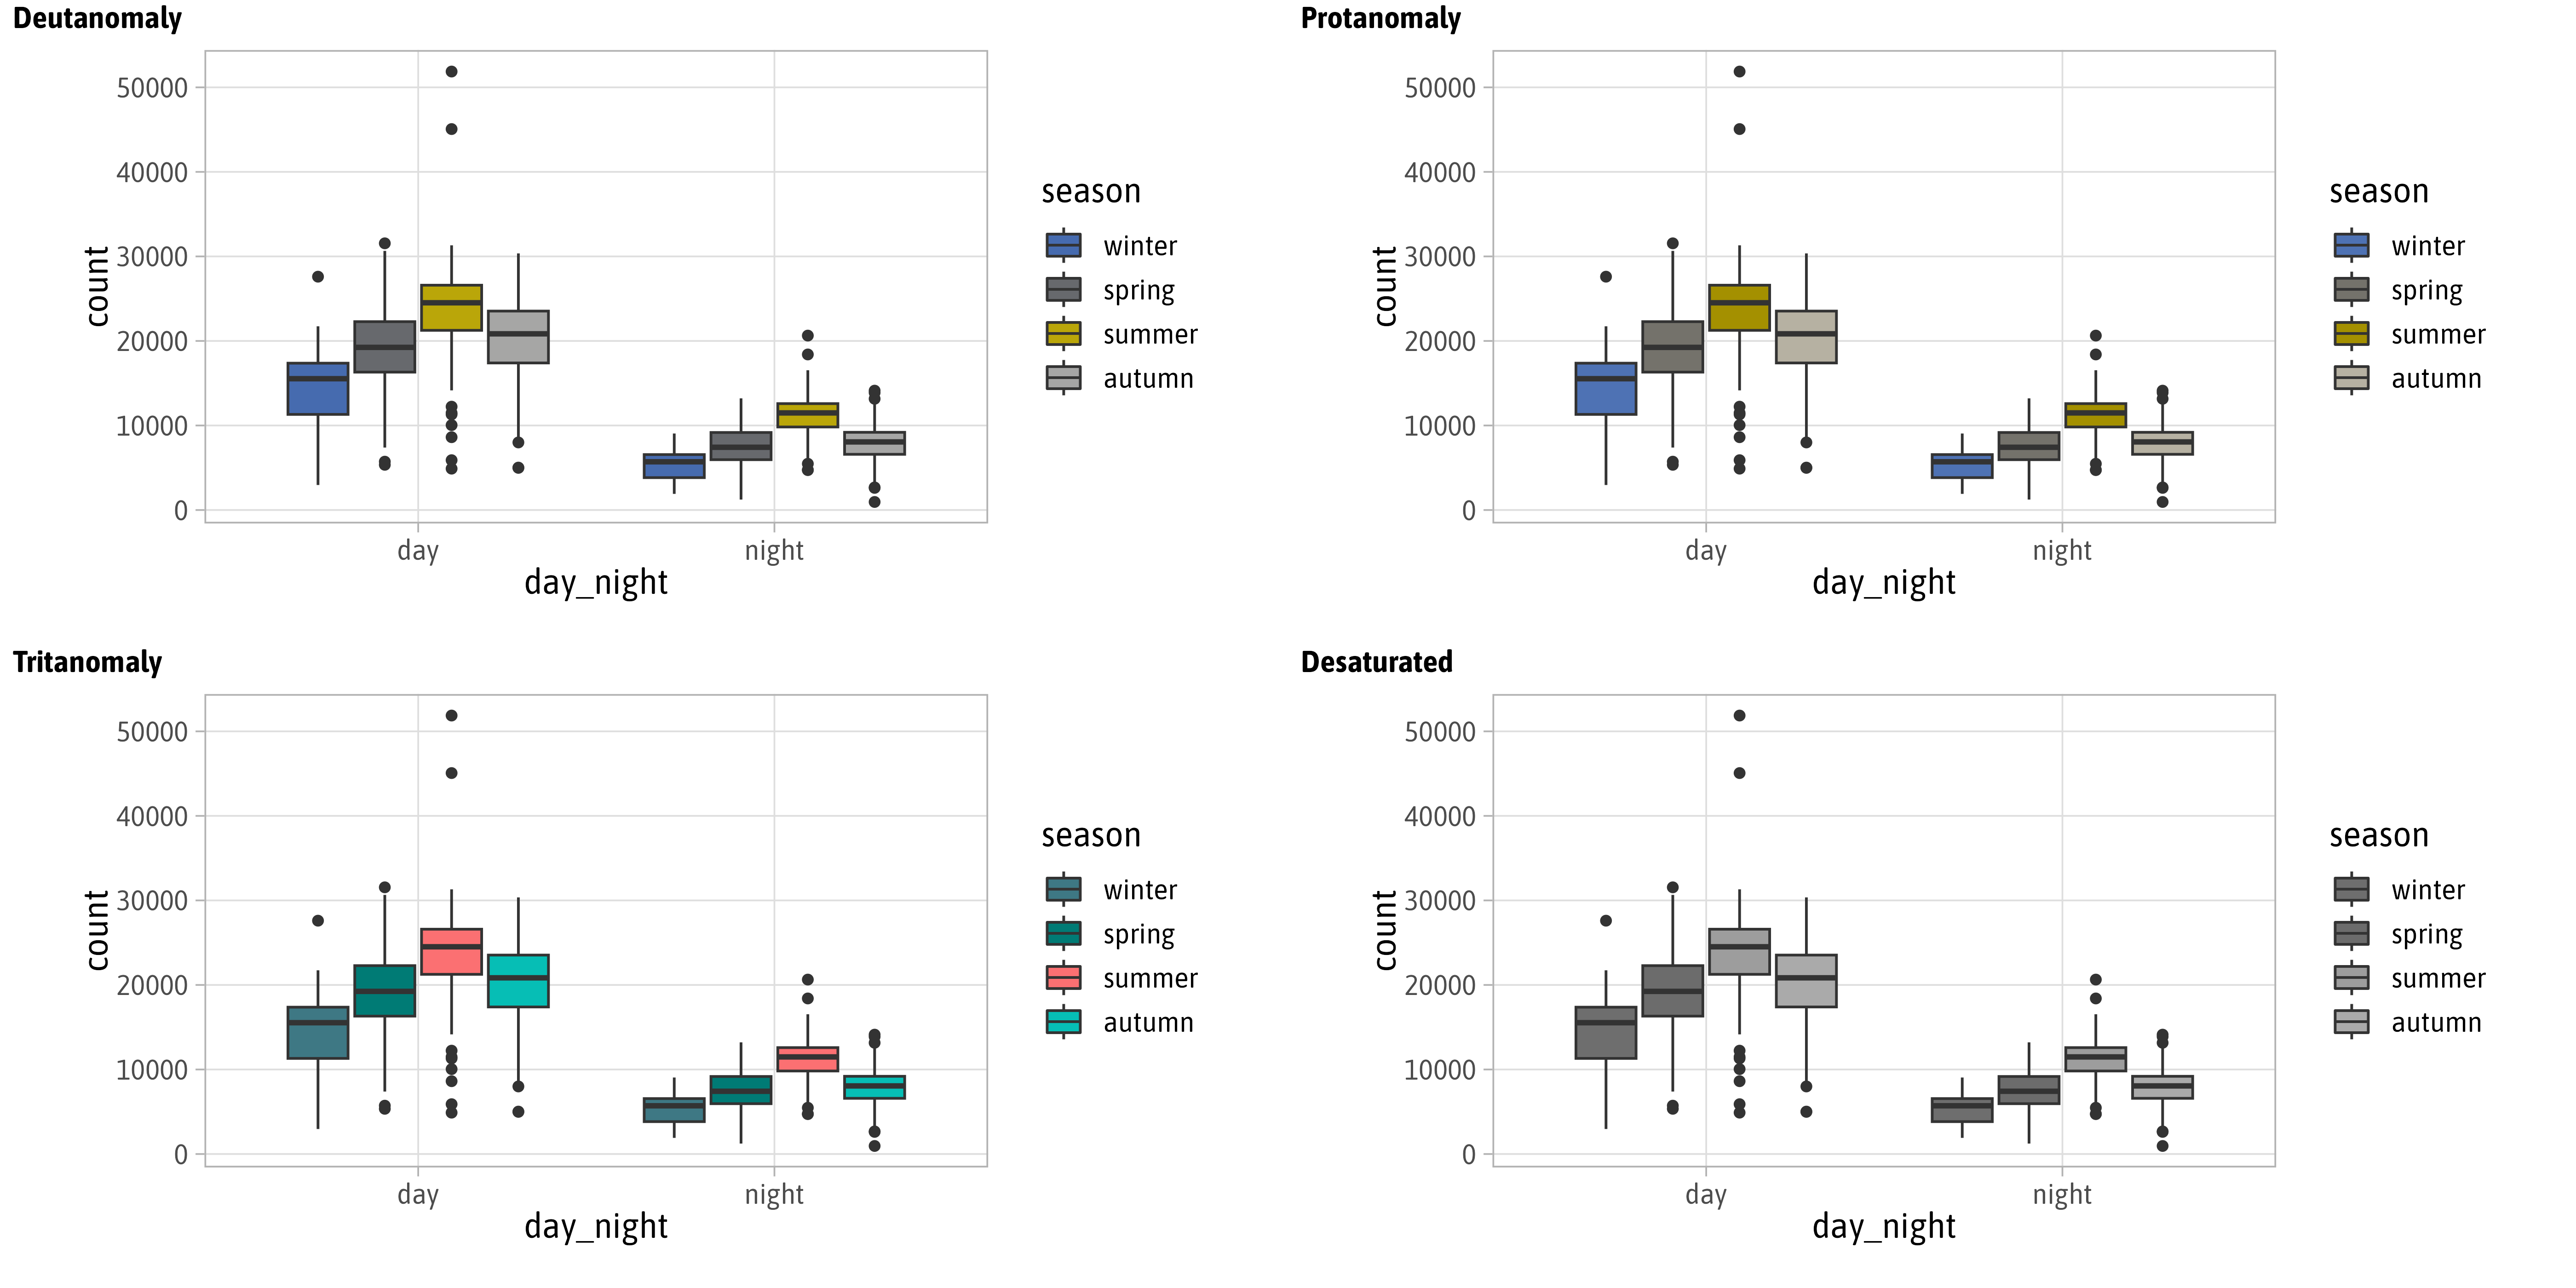 Deutanomaly
50000
40000
30000
20000
10000
0
count
day
night
day_night
season
winter
spring
summer
autumn
Protanomaly
50000
40000
30000
20000
10000
0
count
day
night
day_night
season
winter
spring
summer
autumn
Tritanomaly
50000
40000
30000
20000
10000
0
count
day
night
day_night
season
winter
spring
summer
autumn
Desaturated
50000
40000
30000
20000
10000
0
count
day
night
day_night
season
winter
spring
summer
autumn